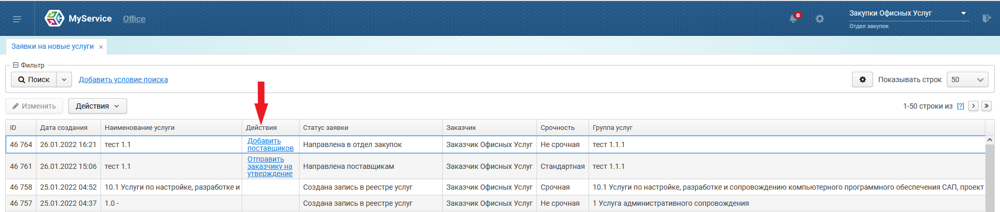 MyService Office
0
Закупки Офисных Услуг
Отдел закупок
Заявки на новые услуги ×
Фильтр
Поиск Добавить условие поиска Показывать строк 50
Изменить Действия 1-50 строки из [?]
ID Дата создания Наименование услуги Действия Статус заявки Заказчик Срочность Группа услуг
46 764 26.01.2022 16:21 тест 1.1 Добавить поставщиков Направлена в отдел закупок Заказчик Офисных Услуг Не срочная тест 1.1.1
46 761 26.01.2022 15:06 тест 1.1 Отправить заказчику на утверждение Направлена поставщикам Заказчик Офисных Услуг Стандартная тест 1.1.1
46 758 25.01.2022 04:52 10.1 Услуги по настройке, разработке и Создана запись в реестре услуг Заказчик Офисных Услуг Срочная 10.1 Услуги по настройке, разработке и сопровождению компьютерного программного обеспечения САП, проект
46 757 25.01.2022 04:37 1.0 - Создана запись в реестре услуг Заказчик Офисных Услуг Не срочная 1 Услуга административного сопровождения